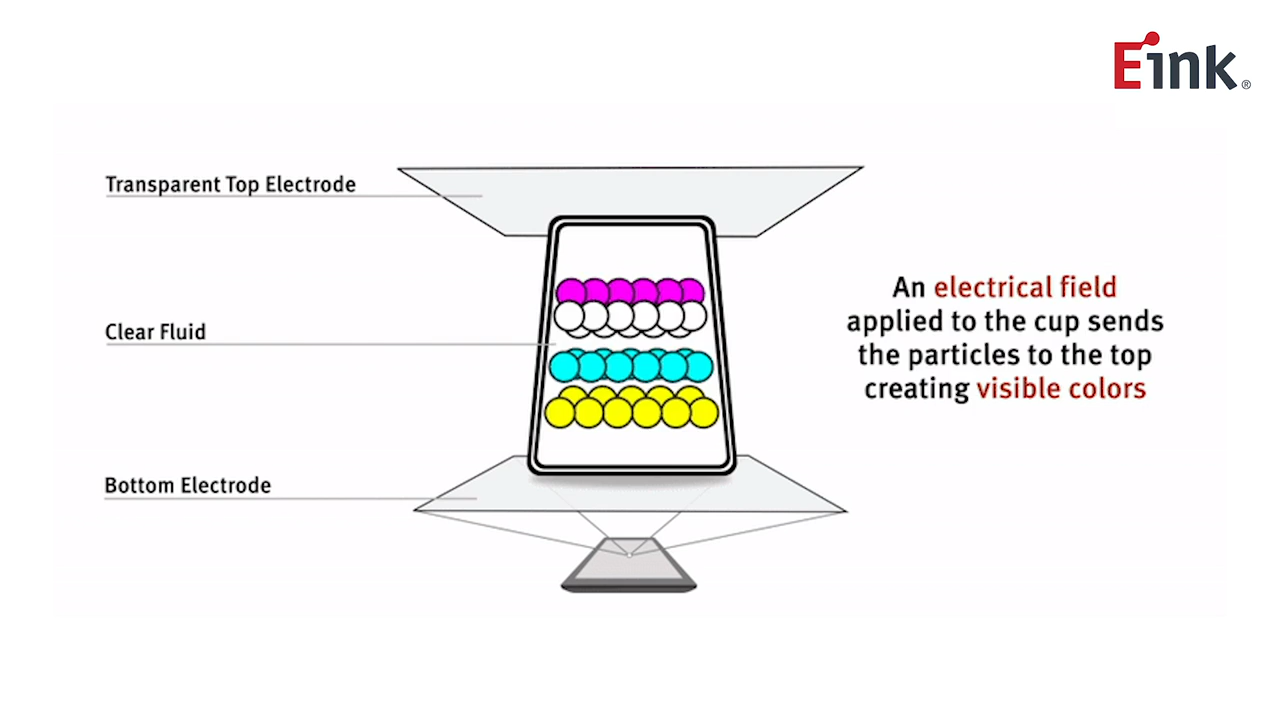 Eink®
Transparent Top Electrode
Clear Fluid
Bottom Electrode
An electrical field
applied to the cup sends
the particles to the top
creating visible colors